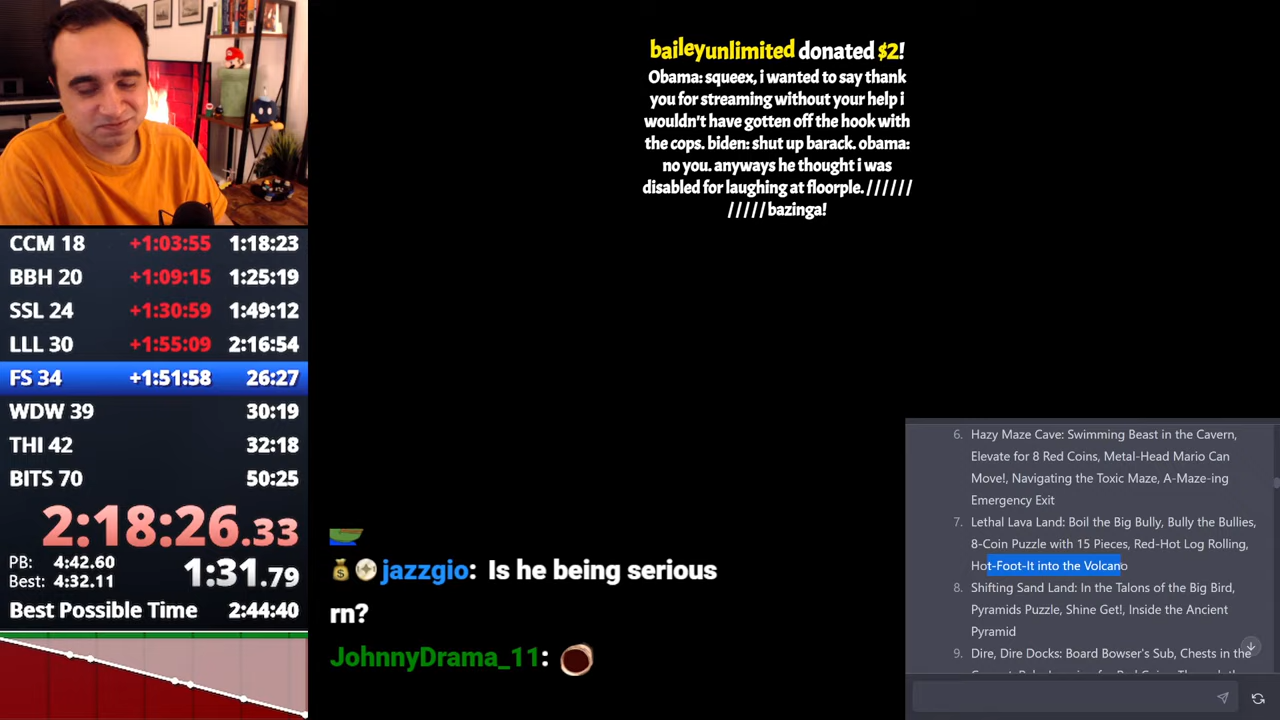 baileyunlimited donated $2!
Obama: squeex, i wanted to say thank
you for streaming without your help i
wouldn't have gotten off the hook with
the cops. biden: shut up barack. obama:
no you. anyways he thought i was
disabled for laughing at floorple. //////
///// bazinga!
CCM 18 +1:03:55 1:18:23
BBH 20 +1:09:15 1:25:19
SSL 24 +1:30:59 1:49:12
LLL 30 +1:55:09 2:16:54
FS 34 +1:51:58 26:27
WDW 39 30:19
THI 42 32:18
BITS 70 50:25
2:18:26.33
PB: 4:42.60
Best: 4:32.11
1:31.79
Best Possible Time 2:44:40
jazzgio: Is he being serious
rn?
JohnnyDrama_11:
6. Hazy Maze Cave: Swimming Beast in the Cavern,
Elevate for 8 Red Coins, Metal-Head Mario Can
Move!, Navigating the Toxic Maze, A-Maze-ing
Emergency Exit
7. Lethal Lava Land: Boil the Big Bully, Bully the Bullies,
8-Coin Puzzle with 15 Pieces, Red-Hot Log Rolling,
Hot-Foot-It into the Volcano
8. Shifting Sand Land: In the Talons of the Big Bird,
Pyramids Puzzle, Shine Get!, Inside the Ancient
Pyramid
9. Dire, Dire Docks: Board Bowser's Sub, Chests in the